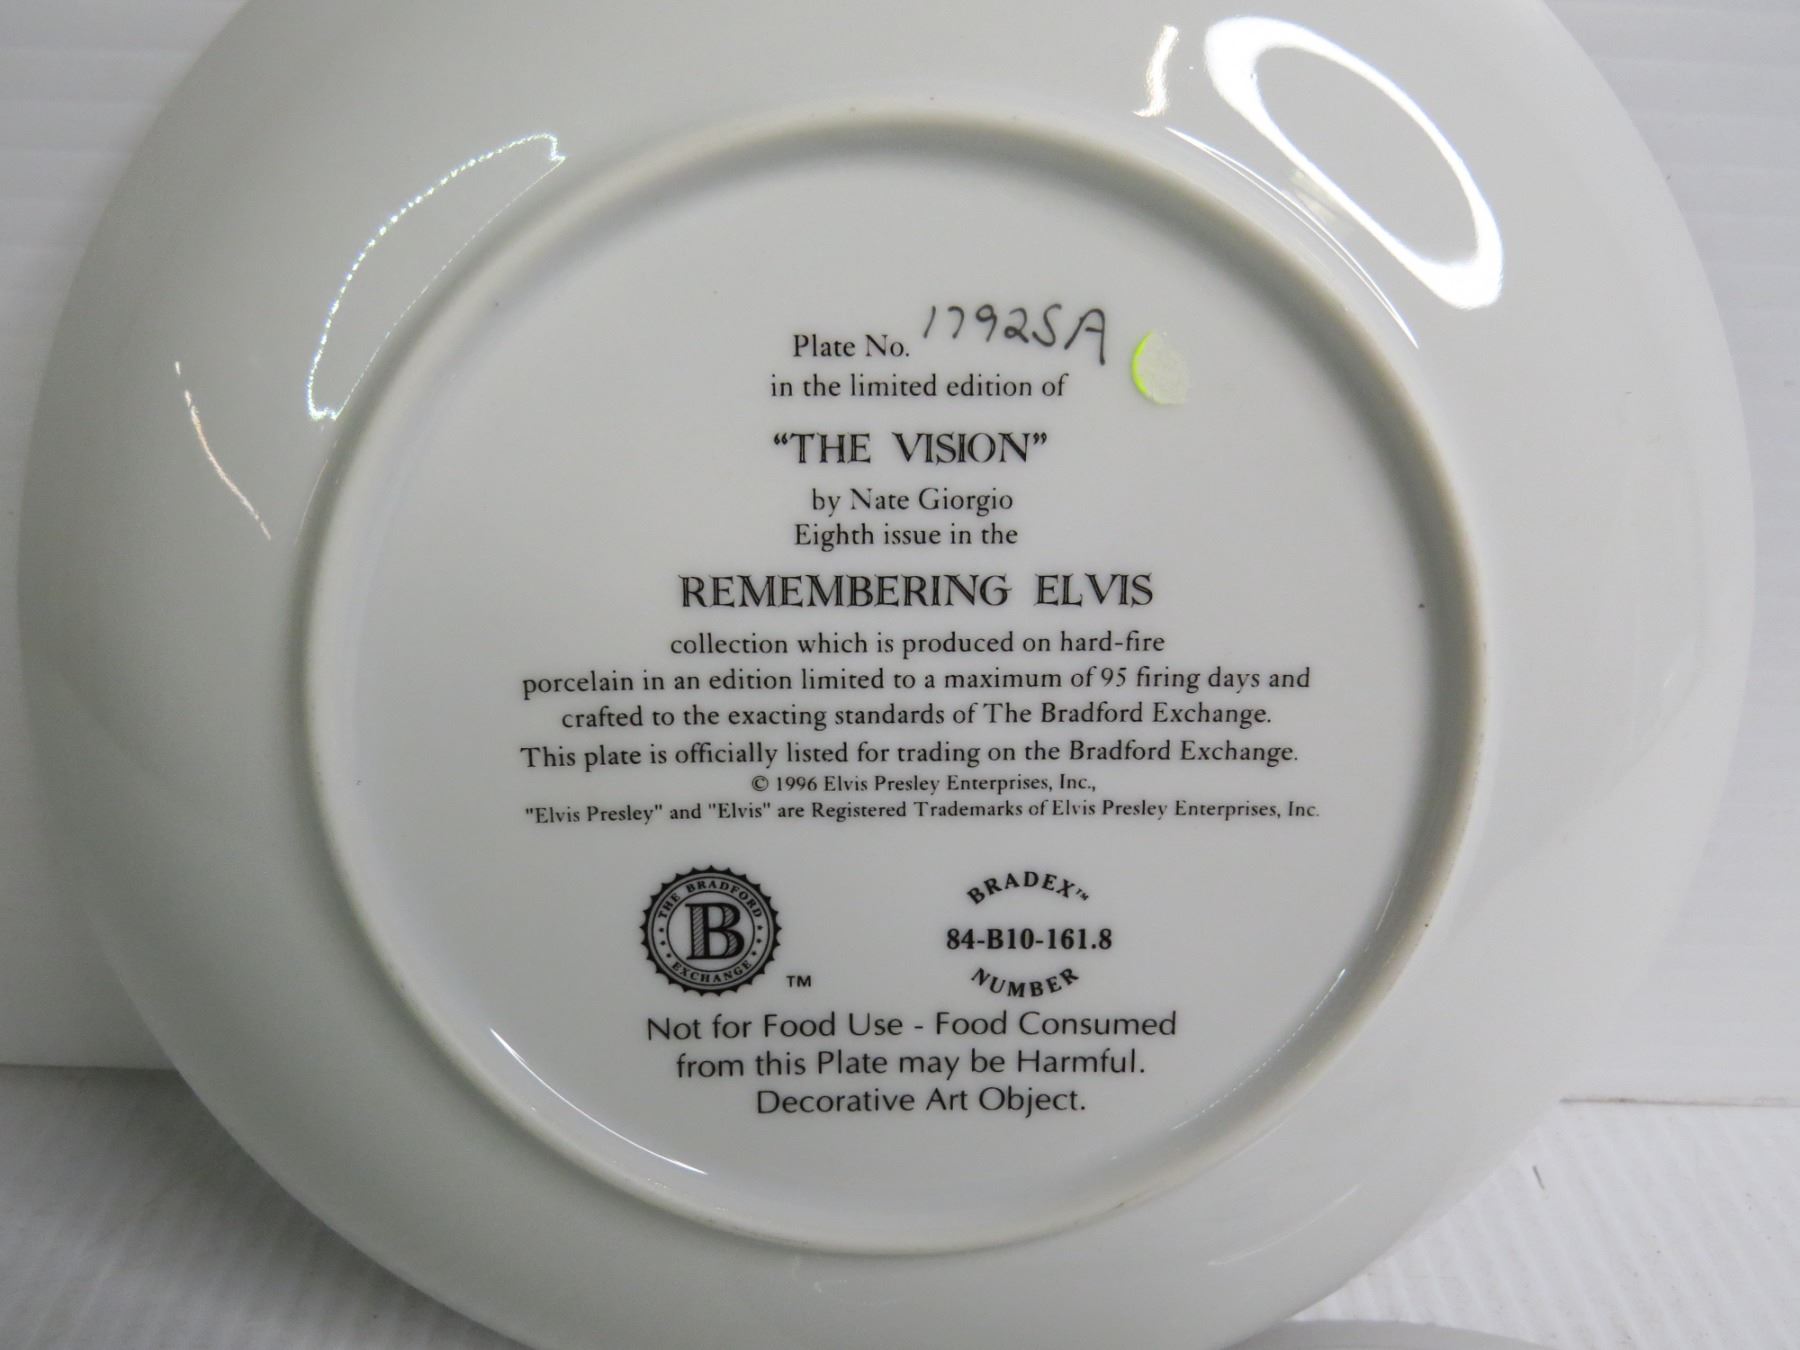 Plate No. 17925A
in the limited edition of
“THE VISION”
by Nate Giorgio
Eighth issue in the
REMEMBERING ELVIS
collection which is produced on hard-fire
porcelain in an edition limited to a maximum of 95 firing days and
crafted to the exacting standards of The Bradford Exchange.
This plate is officially listed for trading on the Bradford Exchange.
© 1996 Elvis Presley Enterprises, Inc.,
"Elvis Presley" and "Elvis" are Registered Trademarks of Elvis Presley Enterprises, Inc.
THE BRADFORD
B
EXCHANGE
TM
BRADEX™
84-B10-161.8
NUMBER
Not for Food Use - Food Consumed
from this Plate may be Harmful.
Decorative Art Object.